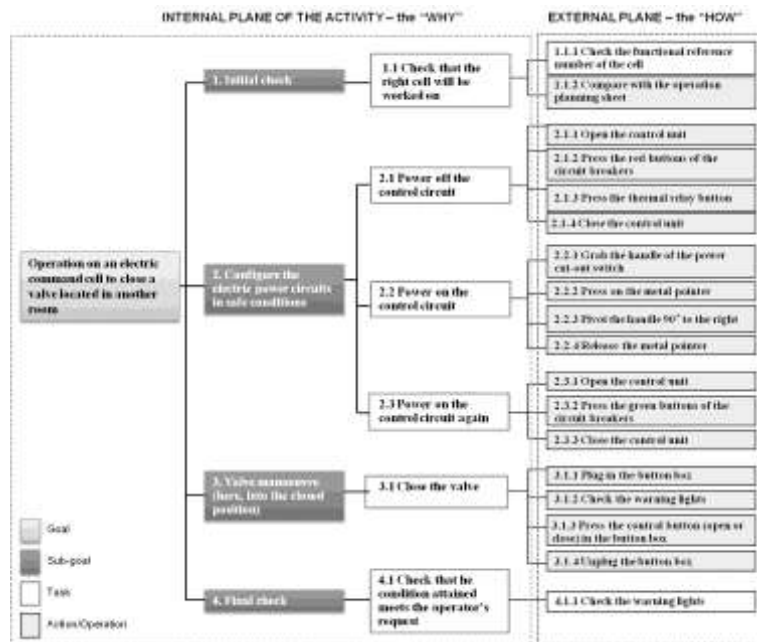 INTERNAL PLANE OF THE ACTIVITY – the "WHY"
EXTERNAL PLANE – the "HOW"
Operation on an electric
command cell to close a
valve located in another
room
1. Initial check
1.1 Check that the
right cell will be
worked on
1.1.1 Check the functional reference
number of the cell
1.1.2 Compare with the operation
planning sheet
2. Configure the
electric power circuits
in safe conditions
2.1 Power off the
control circuit
2.1.1 Open the control unit
2.1.2 Press the red buttons of the
circuit breakers
2.1.3 Press the thermal relay button
2.1.4 Close the control unit
2.2 Power on the
control circuit
2.2.1 Grab the handle of the power
cut-out switch
2.2.2 Press on the metal pointer
2.2.3 Pivot the handle 90° to the right
2.2.4 Release the metal pointer
2.3 Power on the
control circuit again
2.3.1 Open the control unit
2.3.2 Press the green buttons of the
circuit breakers
2.3.3 Close the control unit
3. Valve manoeuvre
(here, into the closed
position)
3.1 Close the valve
3.1.1 Plug in the button box
3.1.2 Check the warning lights
3.1.3 Press the control button (open or
close) in the button box
3.1.4 Unplug the button box
4. Final check
4.1 Check that he
condition attained
meets the operator's
request
4.1.1 Check the warning lights
Goal
Sub-goal
Task
Action/Operation